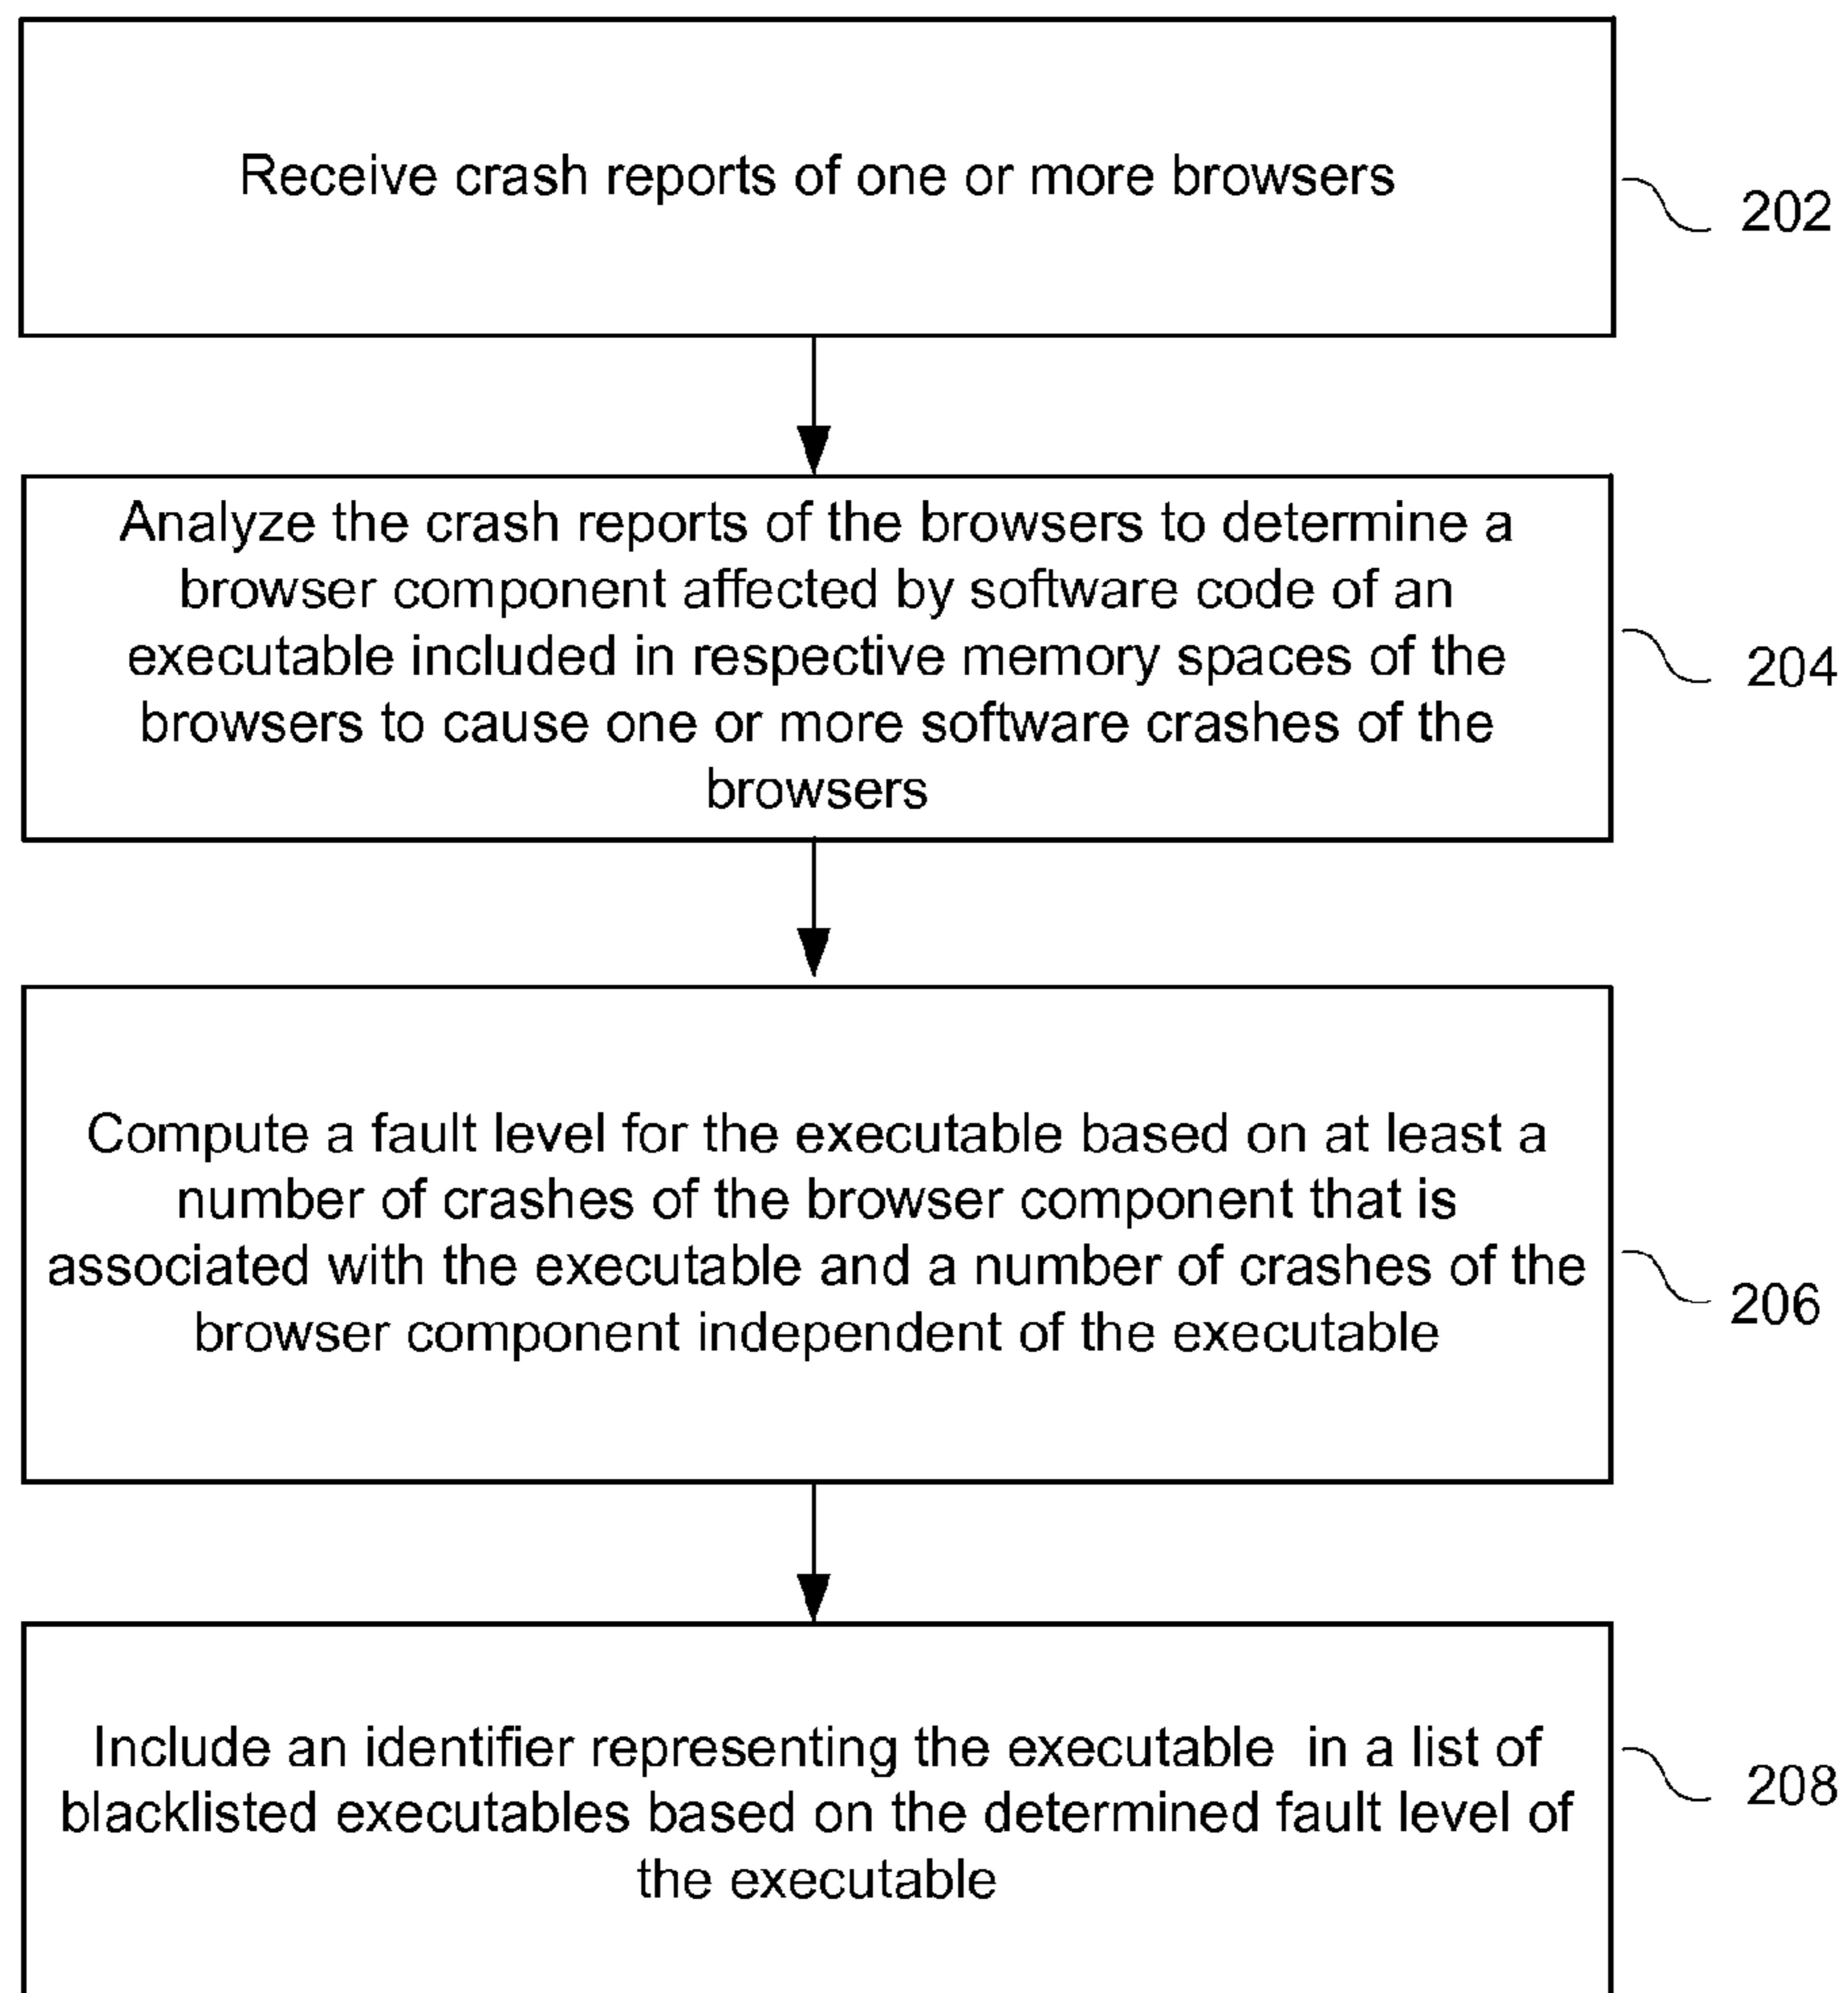 Receive crash reports of one or more browsers
202
Analyze the crash reports of the browsers to determine a
browser component affected by software code of an
executable included in respective memory spaces of the
browsers to cause one or more software crashes of the
browsers
204
Compute a fault level for the executable based on at least a
number of crashes of the browser component that is
associated with the executable and a number of crashes of the
browser component independent of the executable
206
Include an identifier representing the executable in a list of
blacklisted executables based on the determined fault level of
the executable
208